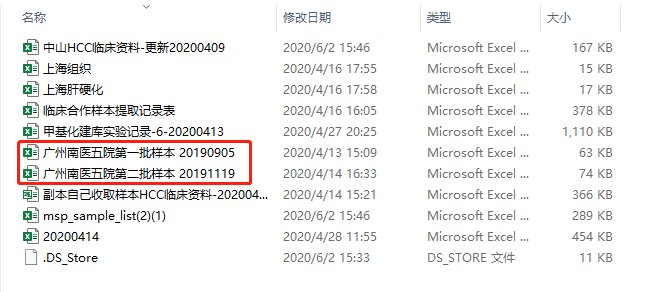 名称 修改日期 类型 大小
中山HCC临床资料-更新20200409 2020/6/2 15:46 Microsoft Excel ... 167 KB
上海组织 2020/4/16 17:55 Microsoft Excel ... 15 KB
上海肝硬化 2020/4/16 17:58 Microsoft Excel ... 17 KB
临床合作样本提取记录表 2020/4/16 16:05 Microsoft Excel ... 378 KB
甲基化建库实验记录-6-20200413 2020/4/27 20:25 Microsoft Excel ... 1,110 KB
广州南医五院第一批样本 20190905 2020/4/13 15:09 Microsoft Excel ... 63 KB
广州南医五院第二批样本 20191119 2020/4/14 16:33 Microsoft Excel ... 74 KB
副本自己收取样本HCC临床资料-202004... 2020/4/14 15:21 Microsoft Excel ... 366 KB
msp_sample_list(2)(1) 2020/6/2 15:46 Microsoft Excel ... 289 KB
20200414 2020/4/28 11:55 Microsoft Excel ... 454 KB
.DS_Store 2020/6/2 15:33 DS_STORE 文件 11 KB